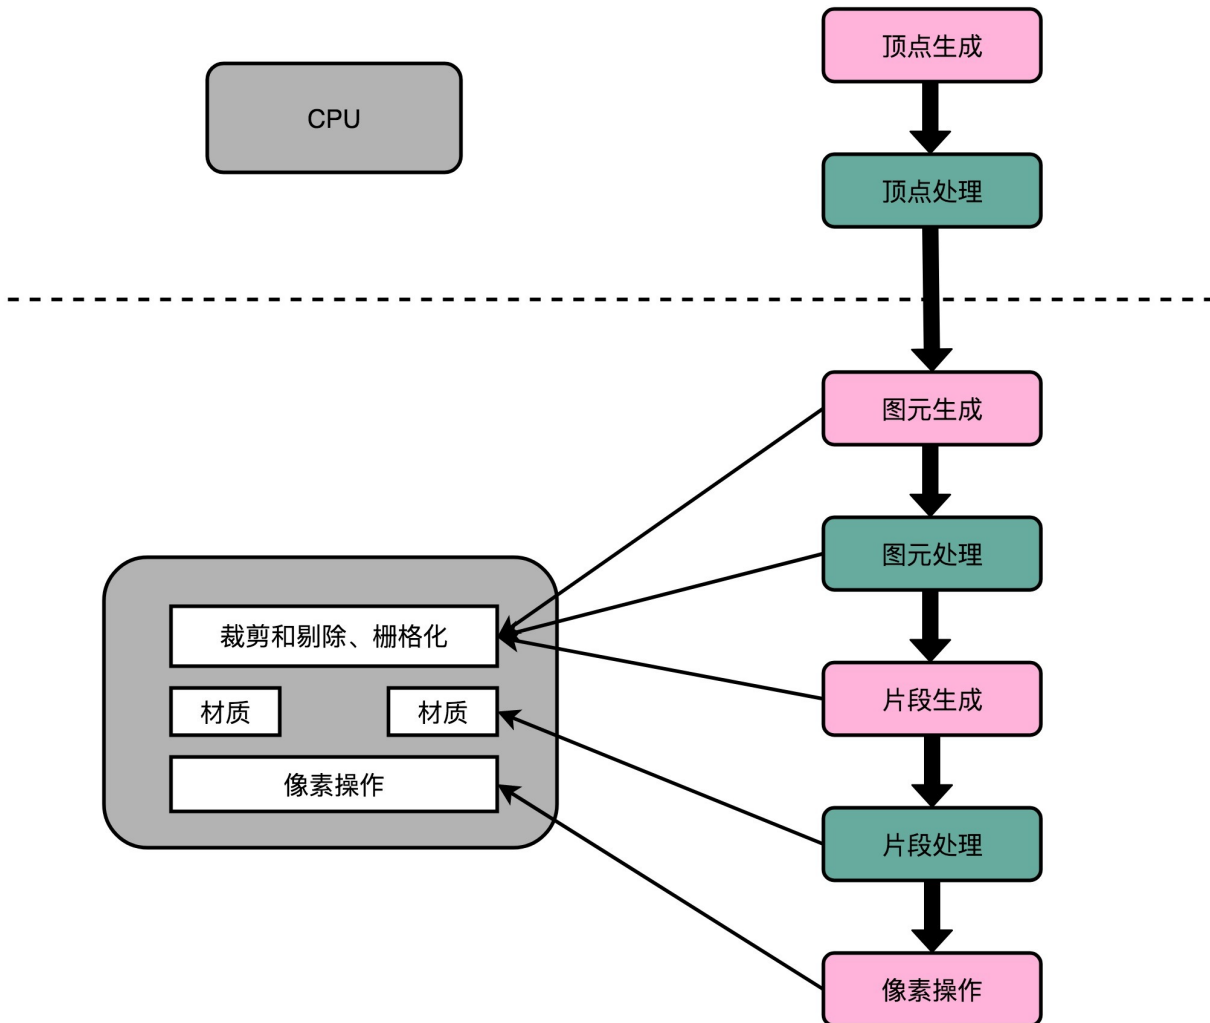 顶点生成
CPU
顶点处理
图元生成
图元处理
裁剪和剔除、栅格化
片段生成
材质
材质
像素操作
片段处理
像素操作